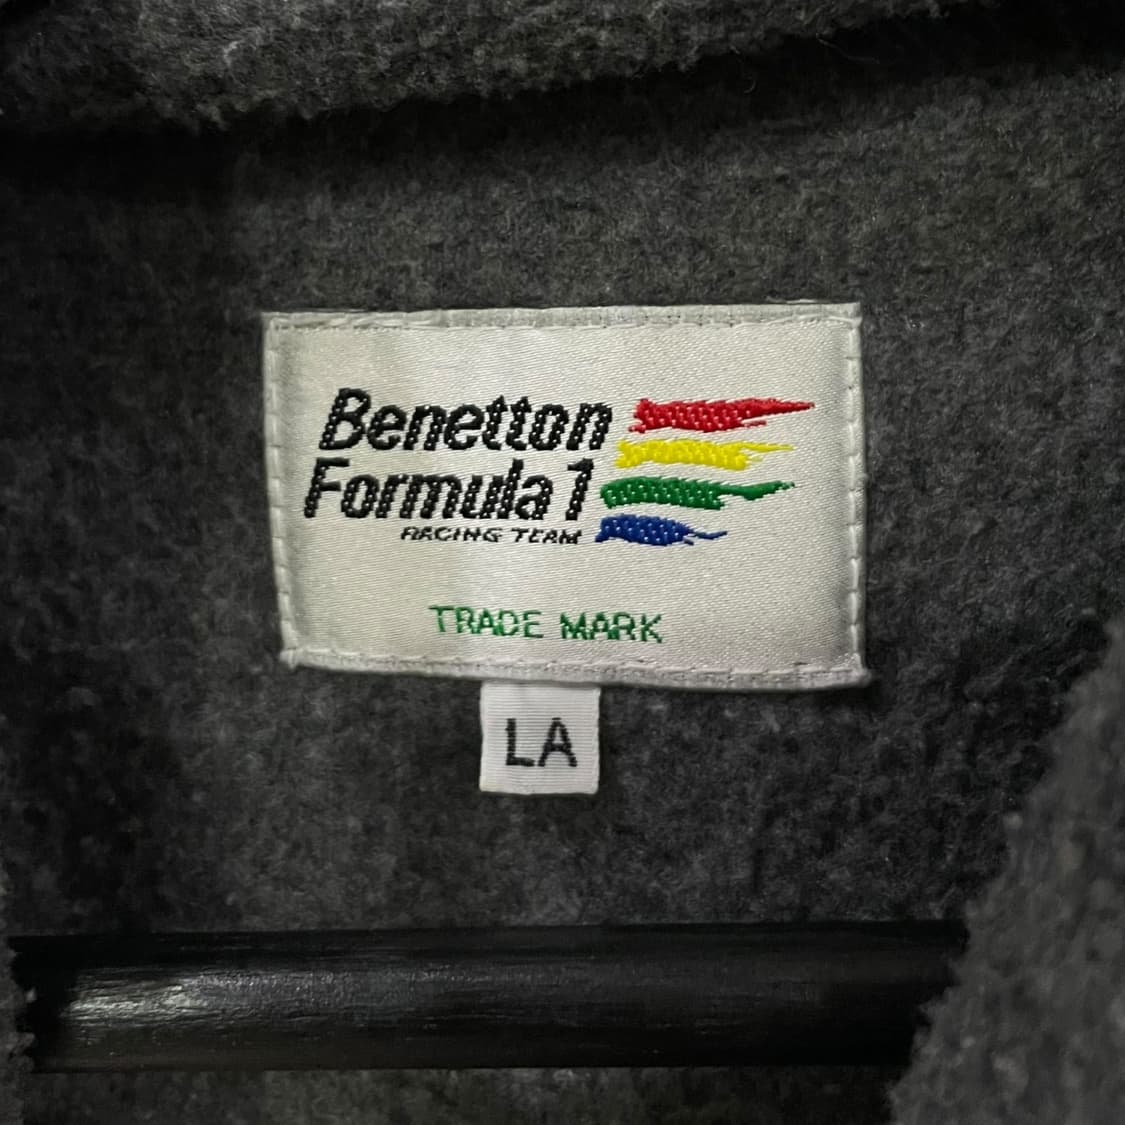 Benetton
Formula 1
RACING TEAM
TRADE MARK
LA